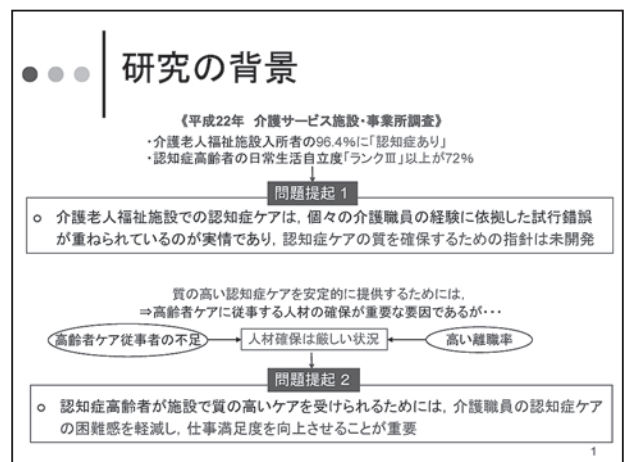 研究の背景
《平成22年 介護サービス施設・事業所調査》
・介護老人福祉施設入所者の96.4%に「認知症あり」
・認知症高齢者の日常生活自立度「ランクⅢ」以上が72%
問題提起 1
○ 介護老人福祉施設での認知症ケアは，個々の介護職員の経験に依拠した試行錯誤
が重ねられているのが実情であり，認知症ケアの質を確保するための指針は未開発
質の高い認知症ケアを安定的に提供するためには，
⇒高齢者ケアに従事する人材の確保が重要な要因であるが・・・
高齢者ケア従事者の不足 人材確保は厳しい状況 高い離職率
問題提起 2
○ 認知症高齢者が施設で質の高いケアを受けられるためには，介護職員の認知症ケア
の困難感を軽減し，仕事満足度を向上させることが重要
1